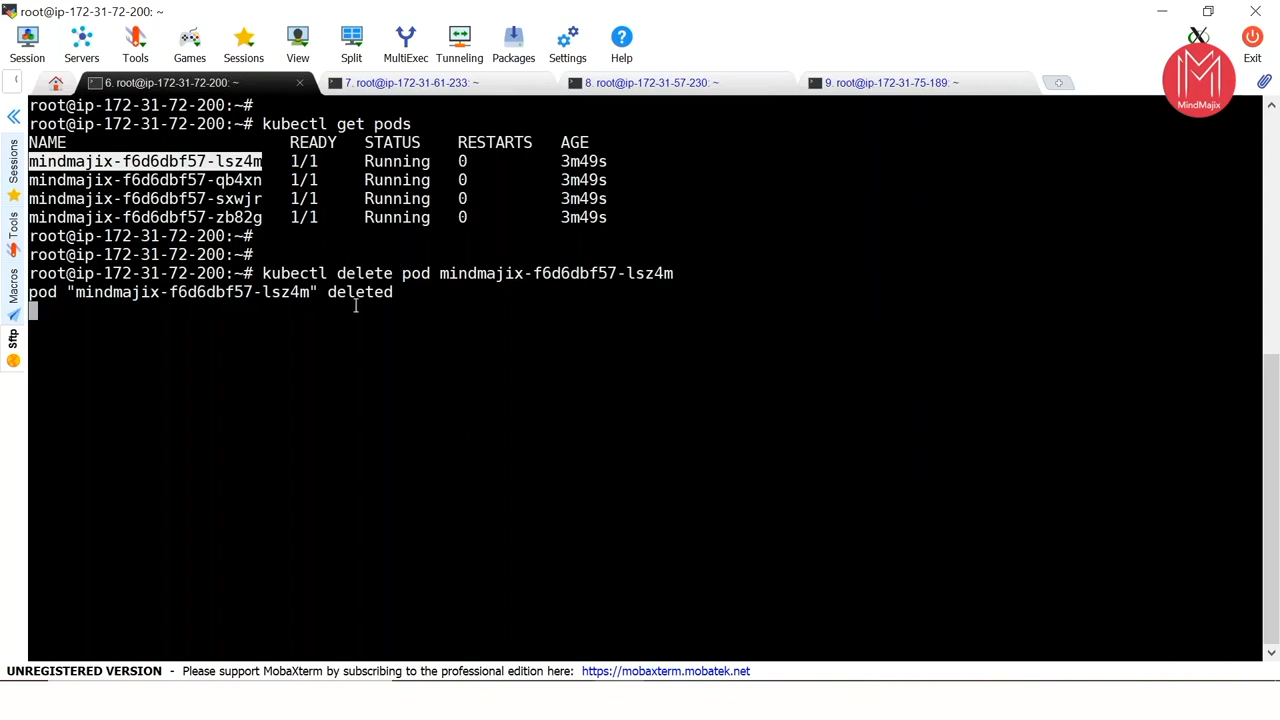 root@ip-172-31-72-200: ~
Session
Servers
Tools
Games
Sessions
View
Split
MultiExec
Tunneling
Packages
Settings
Help
X
Exit
6. root@ip-172-31-72-200: ~
7. root@ip-172-31-61-233: ~
8. root@ip-172-31-57-230: ~
9. root@ip-172-31-75-189: ~
M
MindMajix
Sessions
Tools
Macros
Sftp
root@ip-172-31-72-200:~#
root@ip-172-31-72-200:~# kubectl get pods
NAME READY STATUS RESTARTS AGE
mindmajix-f6d6dbf57-lsz4m 1/1 Running 0 3m49s
mindmajix-f6d6dbf57-qb4xn 1/1 Running 0 3m49s
mindmajix-f6d6dbf57-sxwjr 1/1 Running 0 3m49s
mindmajix-f6d6dbf57-zb82g 1/1 Running 0 3m49s
root@ip-172-31-72-200:~#
root@ip-172-31-72-200:~#
root@ip-172-31-72-200:~# kubectl delete pod mindmajix-f6d6dbf57-lsz4m
pod "mindmajix-f6d6dbf57-lsz4m" deleted
UNREGISTERED VERSION - Please support MobaXterm by subscribing to the professional edition here: https://mobaxterm.mobatek.net